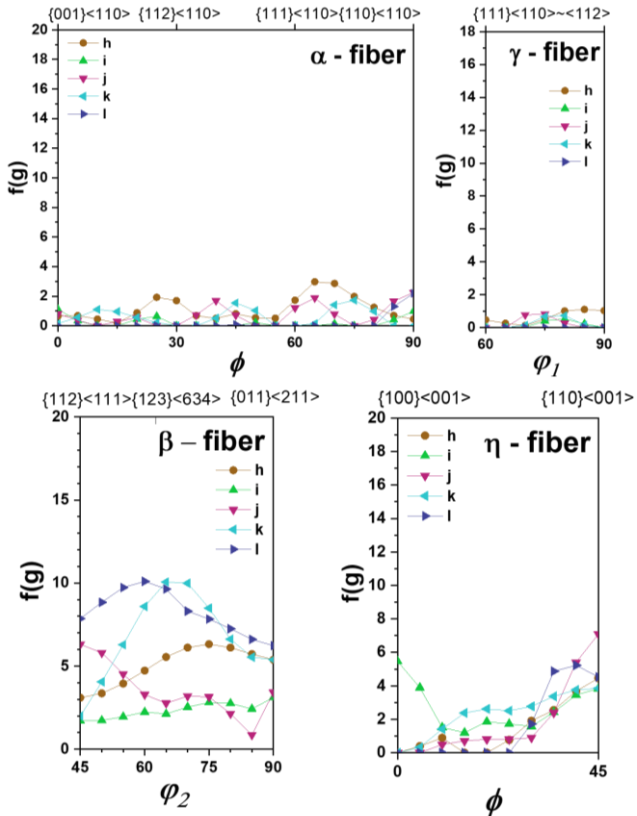 {001}<110> {112}<110> {111}<110> {110}<110>
α - fiber
h
i
j
k
l
f(g)
20
18
16
14
12
10
8
6
4
2
0
0 30 60 90
ϕ
{111}<110>~<112>
γ - fiber
h
i
j
k
l
f(g)
18
16
14
12
10
8
6
4
2
0
60 90
φ1
{112}<111> {123}<634> {011}<211>
β – fiber
h
i
j
k
l
f(g)
20
15
10
5
0
45 60 75 90
φ2
{100}<001> {110}<001>
η - fiber
h
i
j
k
l
f(g)
20
18
16
14
12
10
8
6
4
2
0
0 45
ϕ